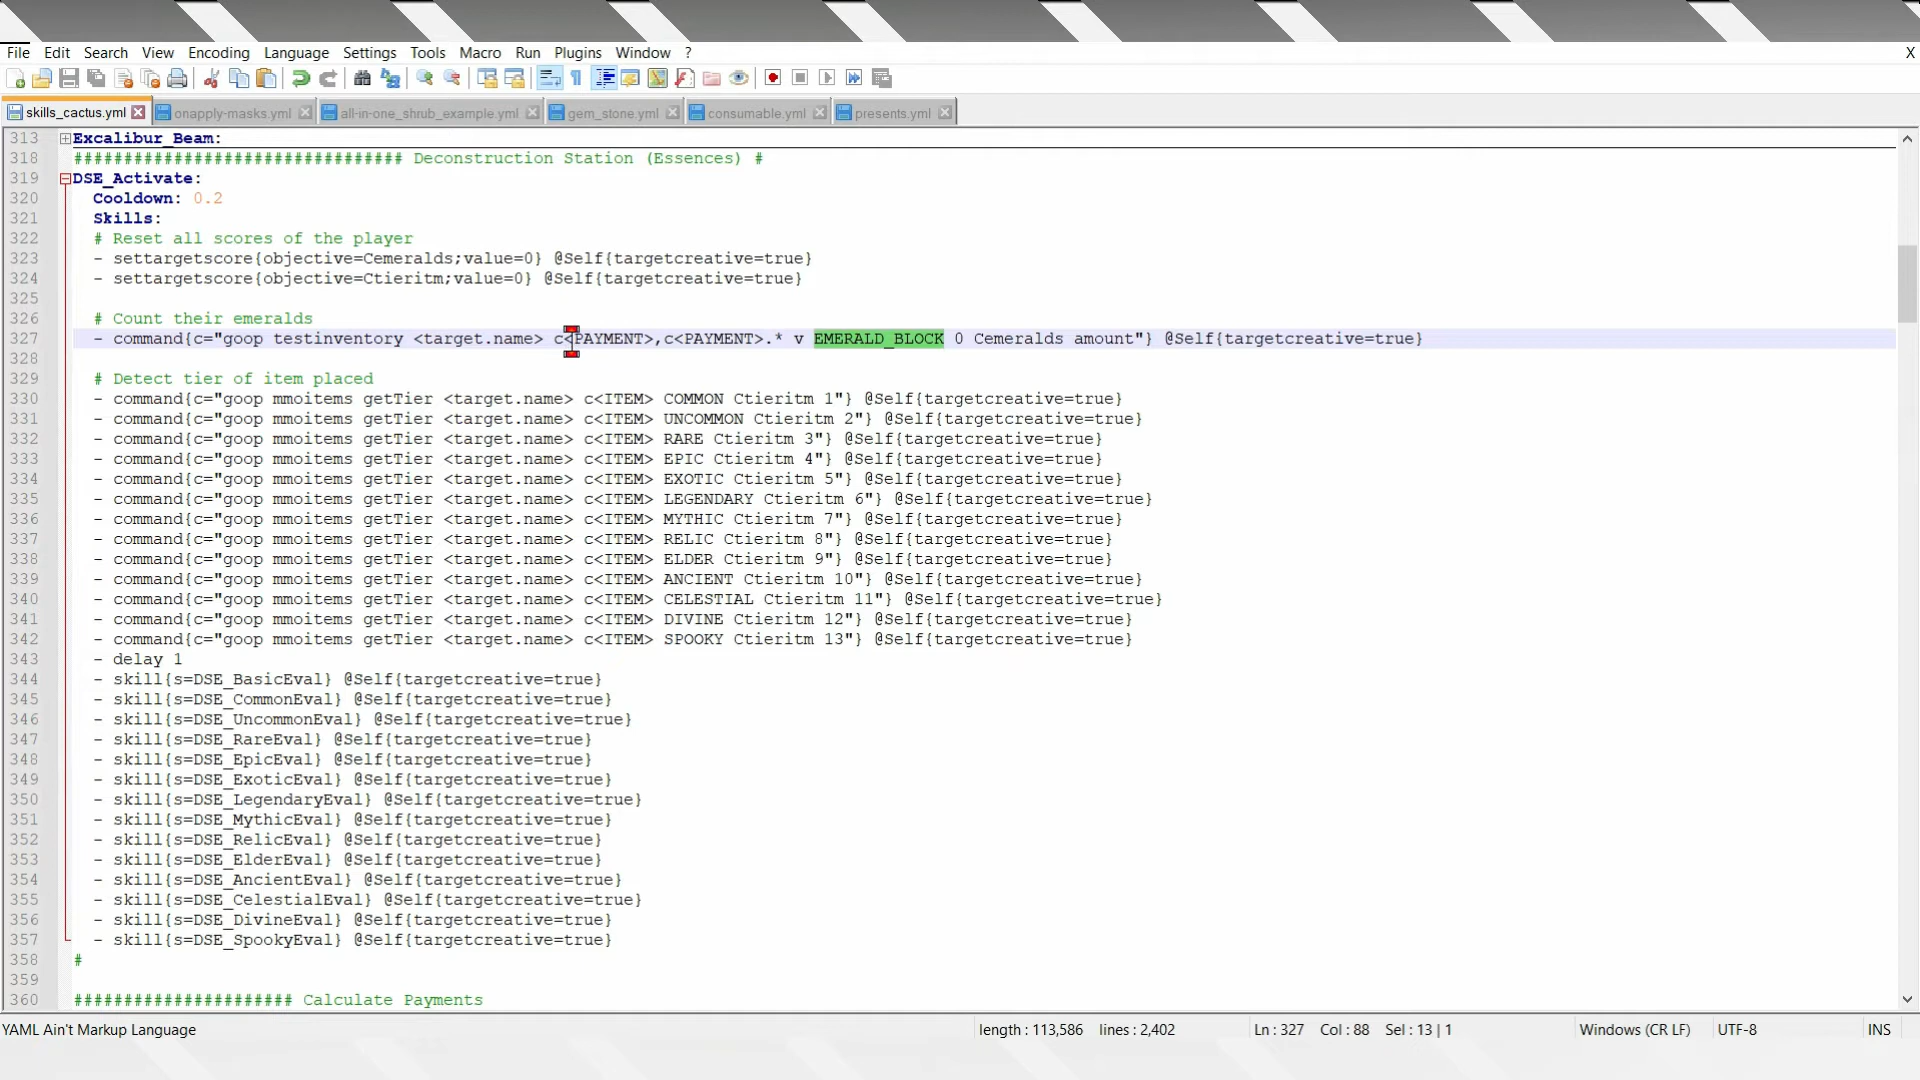 File Edit Search View Encoding Language Settings Tools Macro Run Plugins Window ? X
skills_cactus.yml onapply-masks.yml all-in-one_shrub_example.yml gem_stone.yml consumable.yml presents.yml
313 Excalibur_Beam:
318 ################################# Deconstruction Station (Essences) #
319 DSE_Activate:
320 Cooldown: 0.2
321 Skills:
322 # Reset all scores of the player
323 - settargetscore{objective=Cemeralds;value=0} @Self{targetcreative=true}
324 - settargetscore{objective=Ctieritm;value=0} @Self{targetcreative=true}
325
326 # Count their emeralds
327 - command{c="goop testinventory <target.name> c<PAYMENT>,c<PAYMENT>.* v EMERALD_BLOCK 0 Cemeralds amount"} @Self{targetcreative=true}
328
329 # Detect tier of item placed
330 - command{c="goop mmoitems getTier <target.name> c<ITEM> COMMON Ctieritm 1"} @Self{targetcreative=true}
331 - command{c="goop mmoitems getTier <target.name> c<ITEM> UNCOMMON Ctieritm 2"} @Self{targetcreative=true}
332 - command{c="goop mmoitems getTier <target.name> c<ITEM> RARE Ctieritm 3"} @Self{targetcreative=true}
333 - command{c="goop mmoitems getTier <target.name> c<ITEM> EPIC Ctieritm 4"} @Self{targetcreative=true}
334 - command{c="goop mmoitems getTier <target.name> c<ITEM> EXOTIC Ctieritm 5"} @Self{targetcreative=true}
335 - command{c="goop mmoitems getTier <target.name> c<ITEM> LEGENDARY Ctieritm 6"} @Self{targetcreative=true}
336 - command{c="goop mmoitems getTier <target.name> c<ITEM> MYTHIC Ctieritm 7"} @Self{targetcreative=true}
337 - command{c="goop mmoitems getTier <target.name> c<ITEM> RELIC Ctieritm 8"} @Self{targetcreative=true}
338 - command{c="goop mmoitems getTier <target.name> c<ITEM> ELDER Ctieritm 9"} @Self{targetcreative=true}
339 - command{c="goop mmoitems getTier <target.name> c<ITEM> ANCIENT Ctieritm 10"} @Self{targetcreative=true}
340 - command{c="goop mmoitems getTier <target.name> c<ITEM> CELESTIAL Ctieritm 11"} @Self{targetcreative=true}
341 - command{c="goop mmoitems getTier <target.name> c<ITEM> DIVINE Ctieritm 12"} @Self{targetcreative=true}
342 - command{c="goop mmoitems getTier <target.name> c<ITEM> SPOOKY Ctieritm 13"} @Self{targetcreative=true}
343 - delay 1
344 - skill{s=DSE_BasicEval} @Self{targetcreative=true}
345 - skill{s=DSE_CommonEval} @Self{targetcreative=true}
346 - skill{s=DSE_UncommonEval} @Self{targetcreative=true}
347 - skill{s=DSE_RareEval} @Self{targetcreative=true}
348 - skill{s=DSE_EpicEval} @Self{targetcreative=true}
349 - skill{s=DSE_ExoticEval} @Self{targetcreative=true}
350 - skill{s=DSE_LegendaryEval} @Self{targetcreative=true}
351 - skill{s=DSE_MythicEval} @Self{targetcreative=true}
352 - skill{s=DSE_RelicEval} @Self{targetcreative=true}
353 - skill{s=DSE_ElderEval} @Self{targetcreative=true}
354 - skill{s=DSE_AncientEval} @Self{targetcreative=true}
355 - skill{s=DSE_CelestialEval} @Self{targetcreative=true}
356 - skill{s=DSE_DivineEval} @Self{targetcreative=true}
357 - skill{s=DSE_SpookyEval} @Self{targetcreative=true}
358 #
359
360 ###################### Calculate Payments
YAML Ain't Markup Language length : 113,586 lines : 2,402 Ln : 327 Col : 88 Sel : 13 | 1 Windows (CR LF) UTF-8 INS